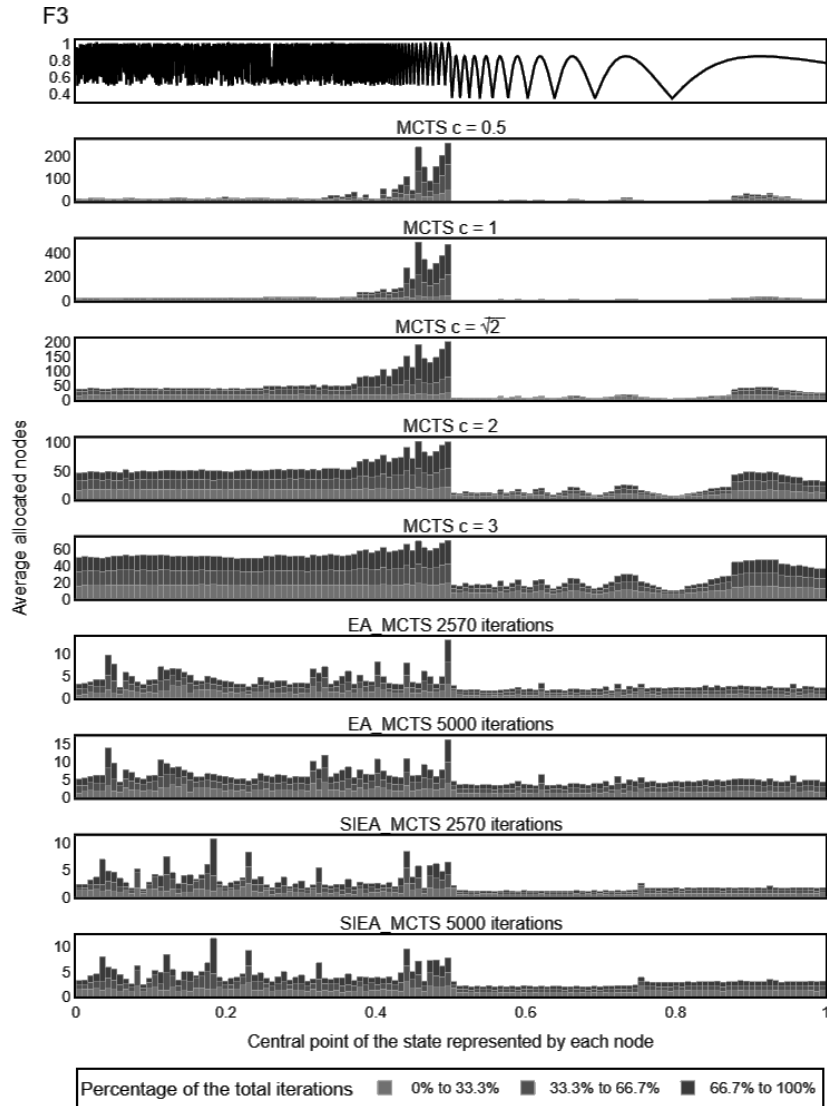 F3
1
0.8
0.6
0.4
MCTS c = 0.5
200
100
0
MCTS c = 1
400
200
0
MCTS c = √2
200
150
100
50
0
MCTS c = 2
100
50
0
MCTS c = 3
60
40
20
0
EA_MCTS 2570 iterations
10
5
0
EA_MCTS 5000 iterations
15
10
5
0
SIEA_MCTS 2570 iterations
10
5
0
SIEA_MCTS 5000 iterations
10
5
0
0 0.2 0.4 0.6 0.8 1
Average allocated nodes
Central point of the state represented by each node
Percentage of the total iterations 0% to 33.3% 33.3% to 66.7% 66.7% to 100%